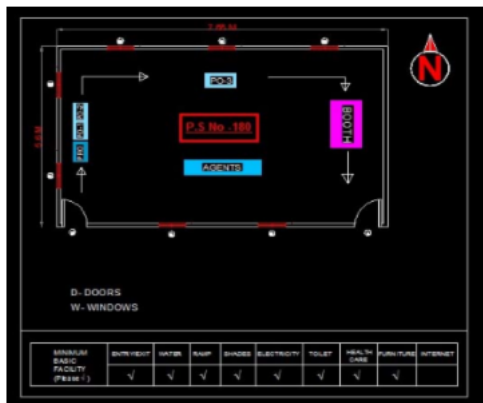 N
PO-3
P.S No -180
BOOTH
AGENTS
D- DOORS
W- WINDOWS
MINIMUM BASIC FACILITY (Please √) ENTRY/EXIT WATER RAMP SHADES ELECTRICITY TOILET HEALTH CARE FURNITURE INTERNET
√ √ √ √ √ √ √ √